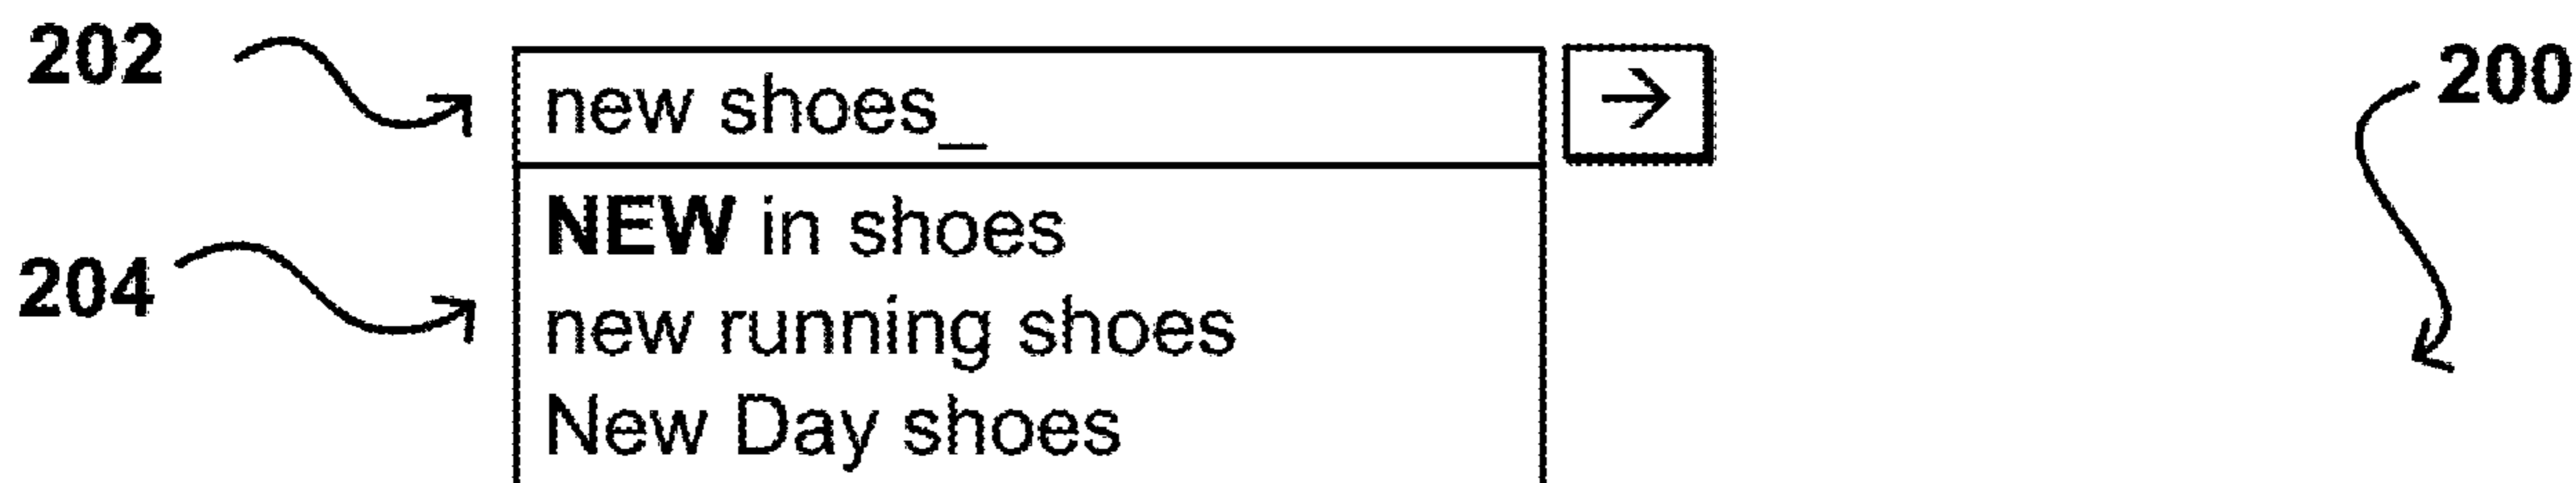 202
new shoes_
→
200
NEW in shoes
204
new running shoes
New Day shoes